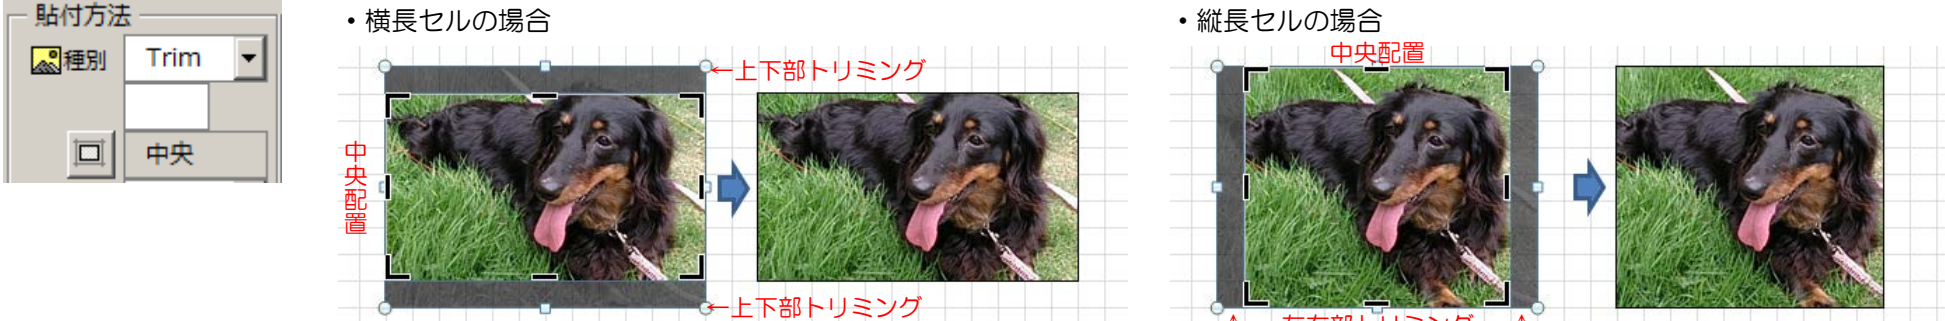 貼付方法
種別
Trim
中央
・横長セルの場合
←上下部トリミング
中央配置
←上下部トリミング
・縦長セルの場合
中央配置